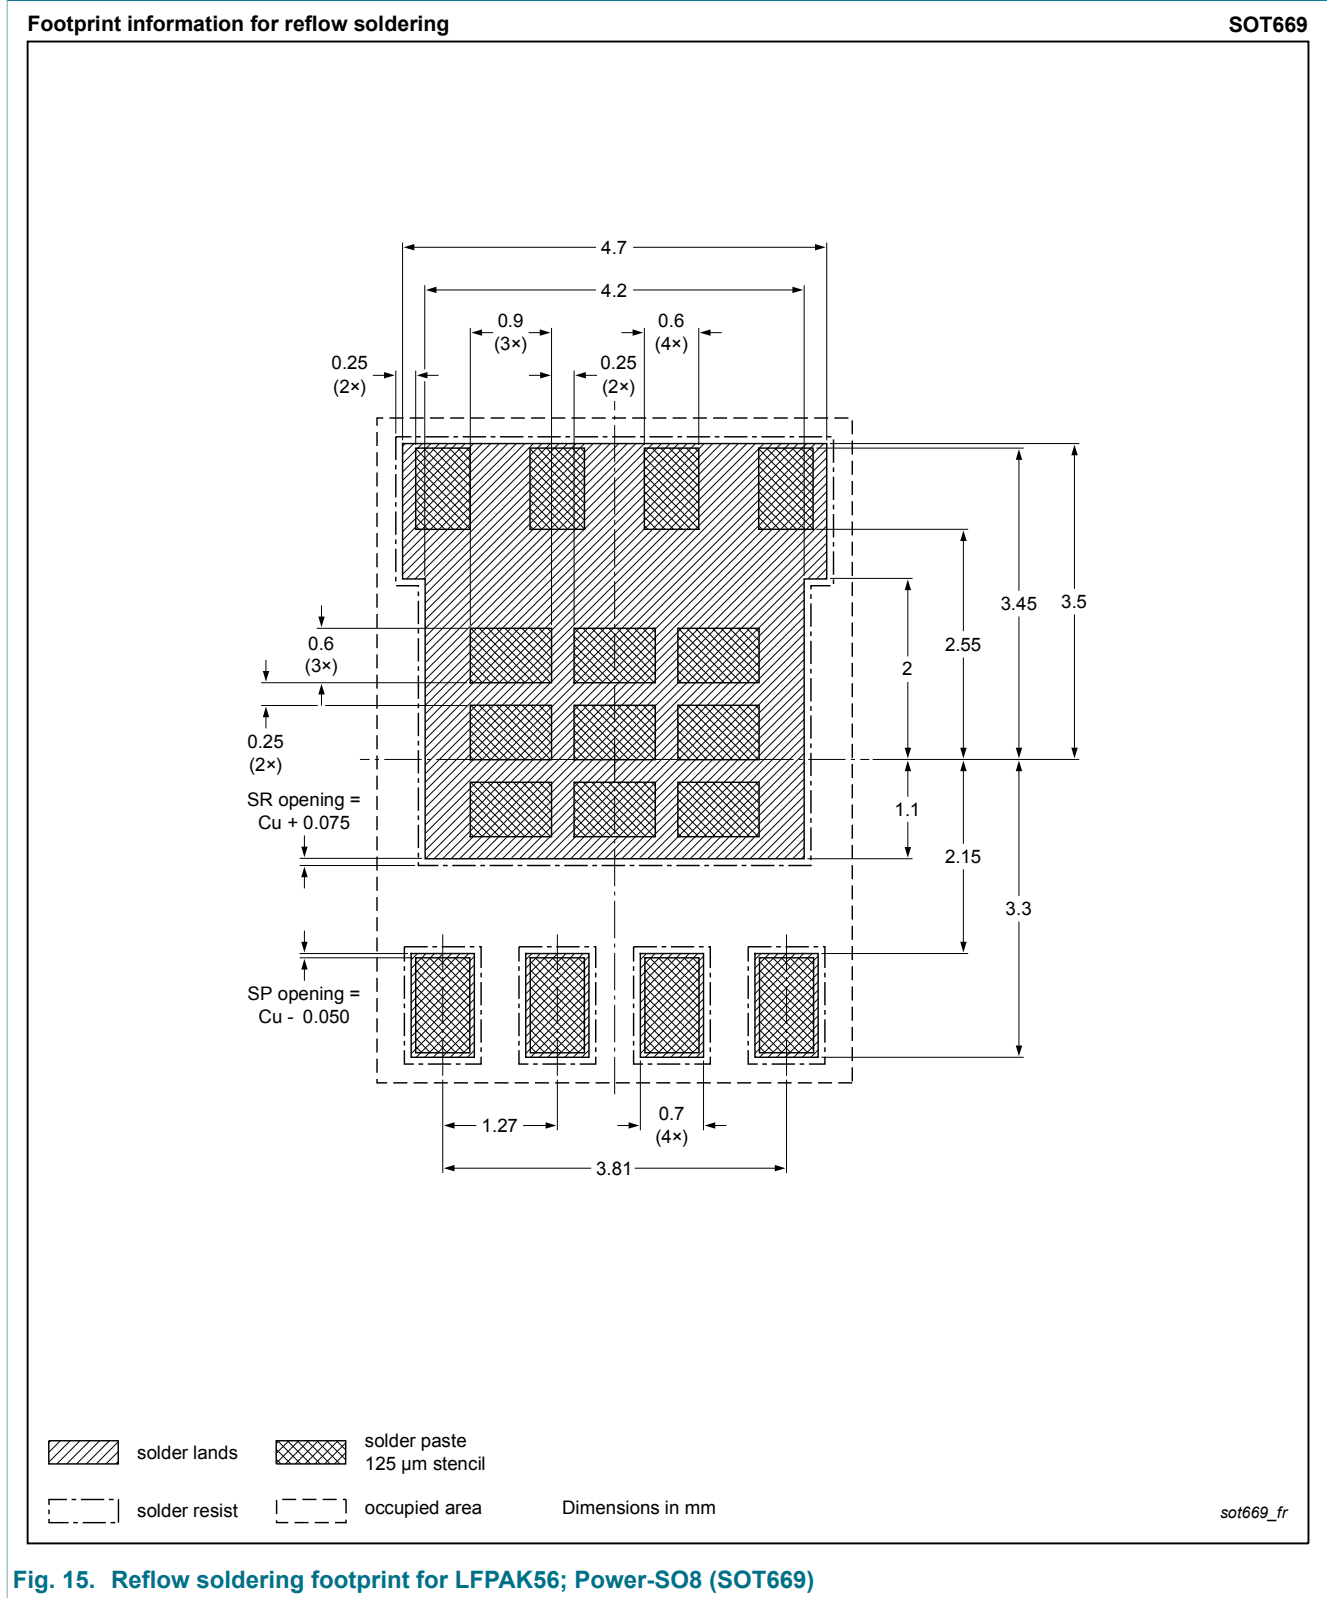 Footprint information for reflow soldering
SOT669
4.7
4.2
0.9
(3×)
0.6
(4×)
0.25
(2×)
0.25
(2×)
3.45
3.5
2.55
2
0.6
(3×)
0.25
(2×)
SR opening =
Cu + 0.075
1.1
2.15
3.3
SP opening =
Cu - 0.050
1.27
0.7
(4×)
3.81
solder lands
solder paste
125 µm stencil
solder resist
occupied area
Dimensions in mm
sot669_fr
Fig. 15. Reflow soldering footprint for LFPAK56; Power-SO8 (SOT669)